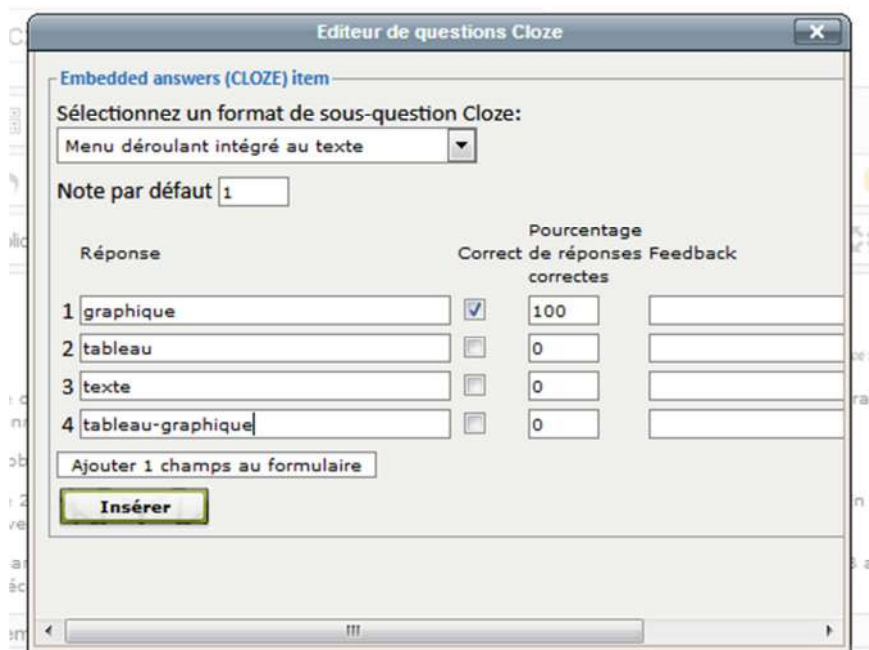 Editeur de questions Cloze
Embedded answers (CLOZE) item
Sélectionnez un format de sous-question Cloze:
Menu déroulant intégré au texte
Note par défaut 1
Pourcentage
Réponse Correct de réponses Feedback
correctes
1 graphique 100
2 tableau 0
3 texte 0
4 tableau-graphique 0
Ajouter 1 champs au formulaire
Insérer